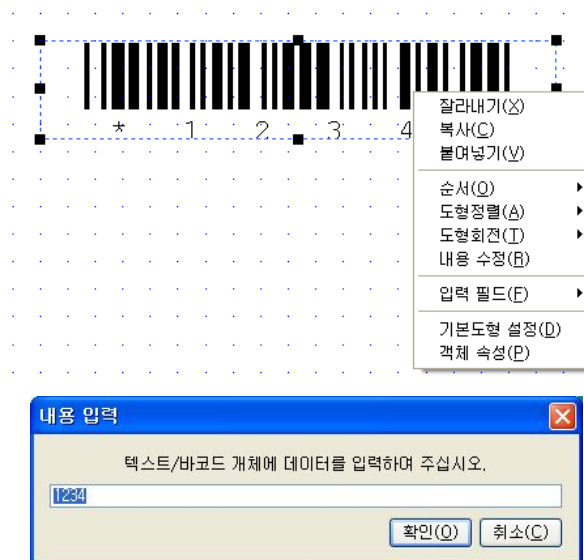 * 1 2 3 4
잘라내기(X)
복사(C)
붙여넣기(V)
순서(O)
도형정렬(A)
도형회전(T)
내용 수정(R)
입력 필드(F)
기본도형 설정(D)
객체 속성(P)
내용 입력
텍스트/바코드 개체에 데이터를 입력하여 주십시오.
1234
확인(O) 취소(C)